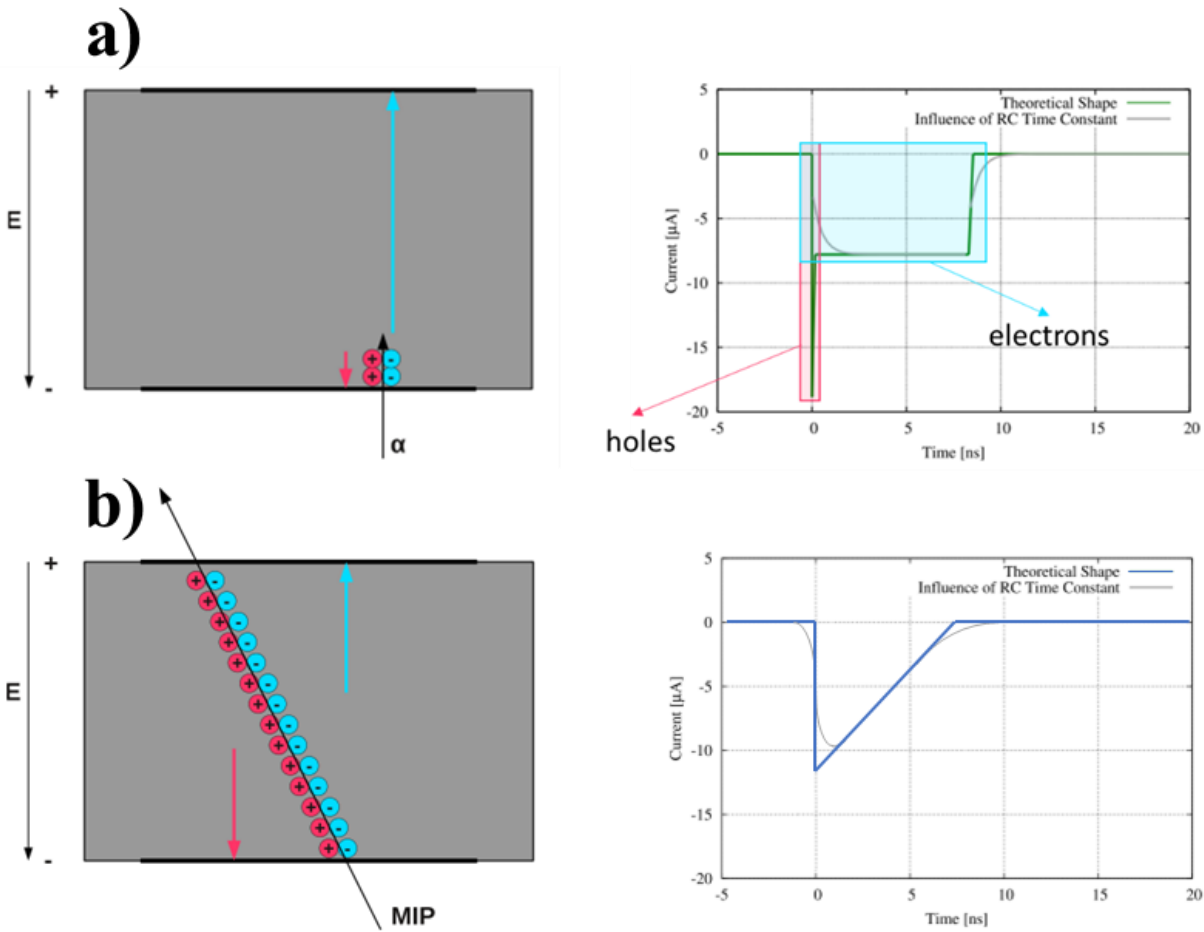 a)
+
E
-
+ -
+ -
α
5
0
-5
-10
-15
-20
Current [μA]
Theoretical Shape
Influence of RC Time Constant
electrons
holes
-5 0 5 10 15 20
Time [ns]
b)
+
E
-
+ -
+ -
+ -
+ -
+ -
+ -
+ -
+ -
+ -
+ -
+ -
+ -
+ -
+ -
MIP
5
0
-5
-10
-15
-20
Current [μA]
Theoretical Shape
Influence of RC Time Constant
-5 0 5 10 15 20
Time [ns]